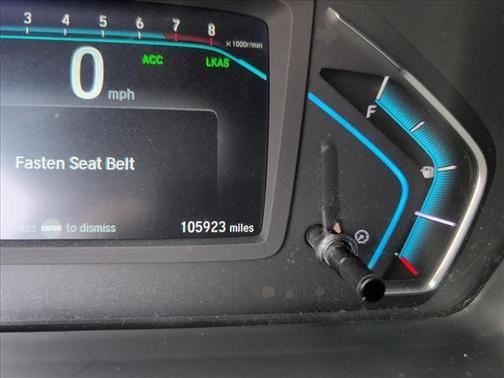 3 4 5 6 7 8 ×1000r/min
ACC LKAS
0 mph
F
Fasten Seat Belt
ENTER to dismiss
105923 miles